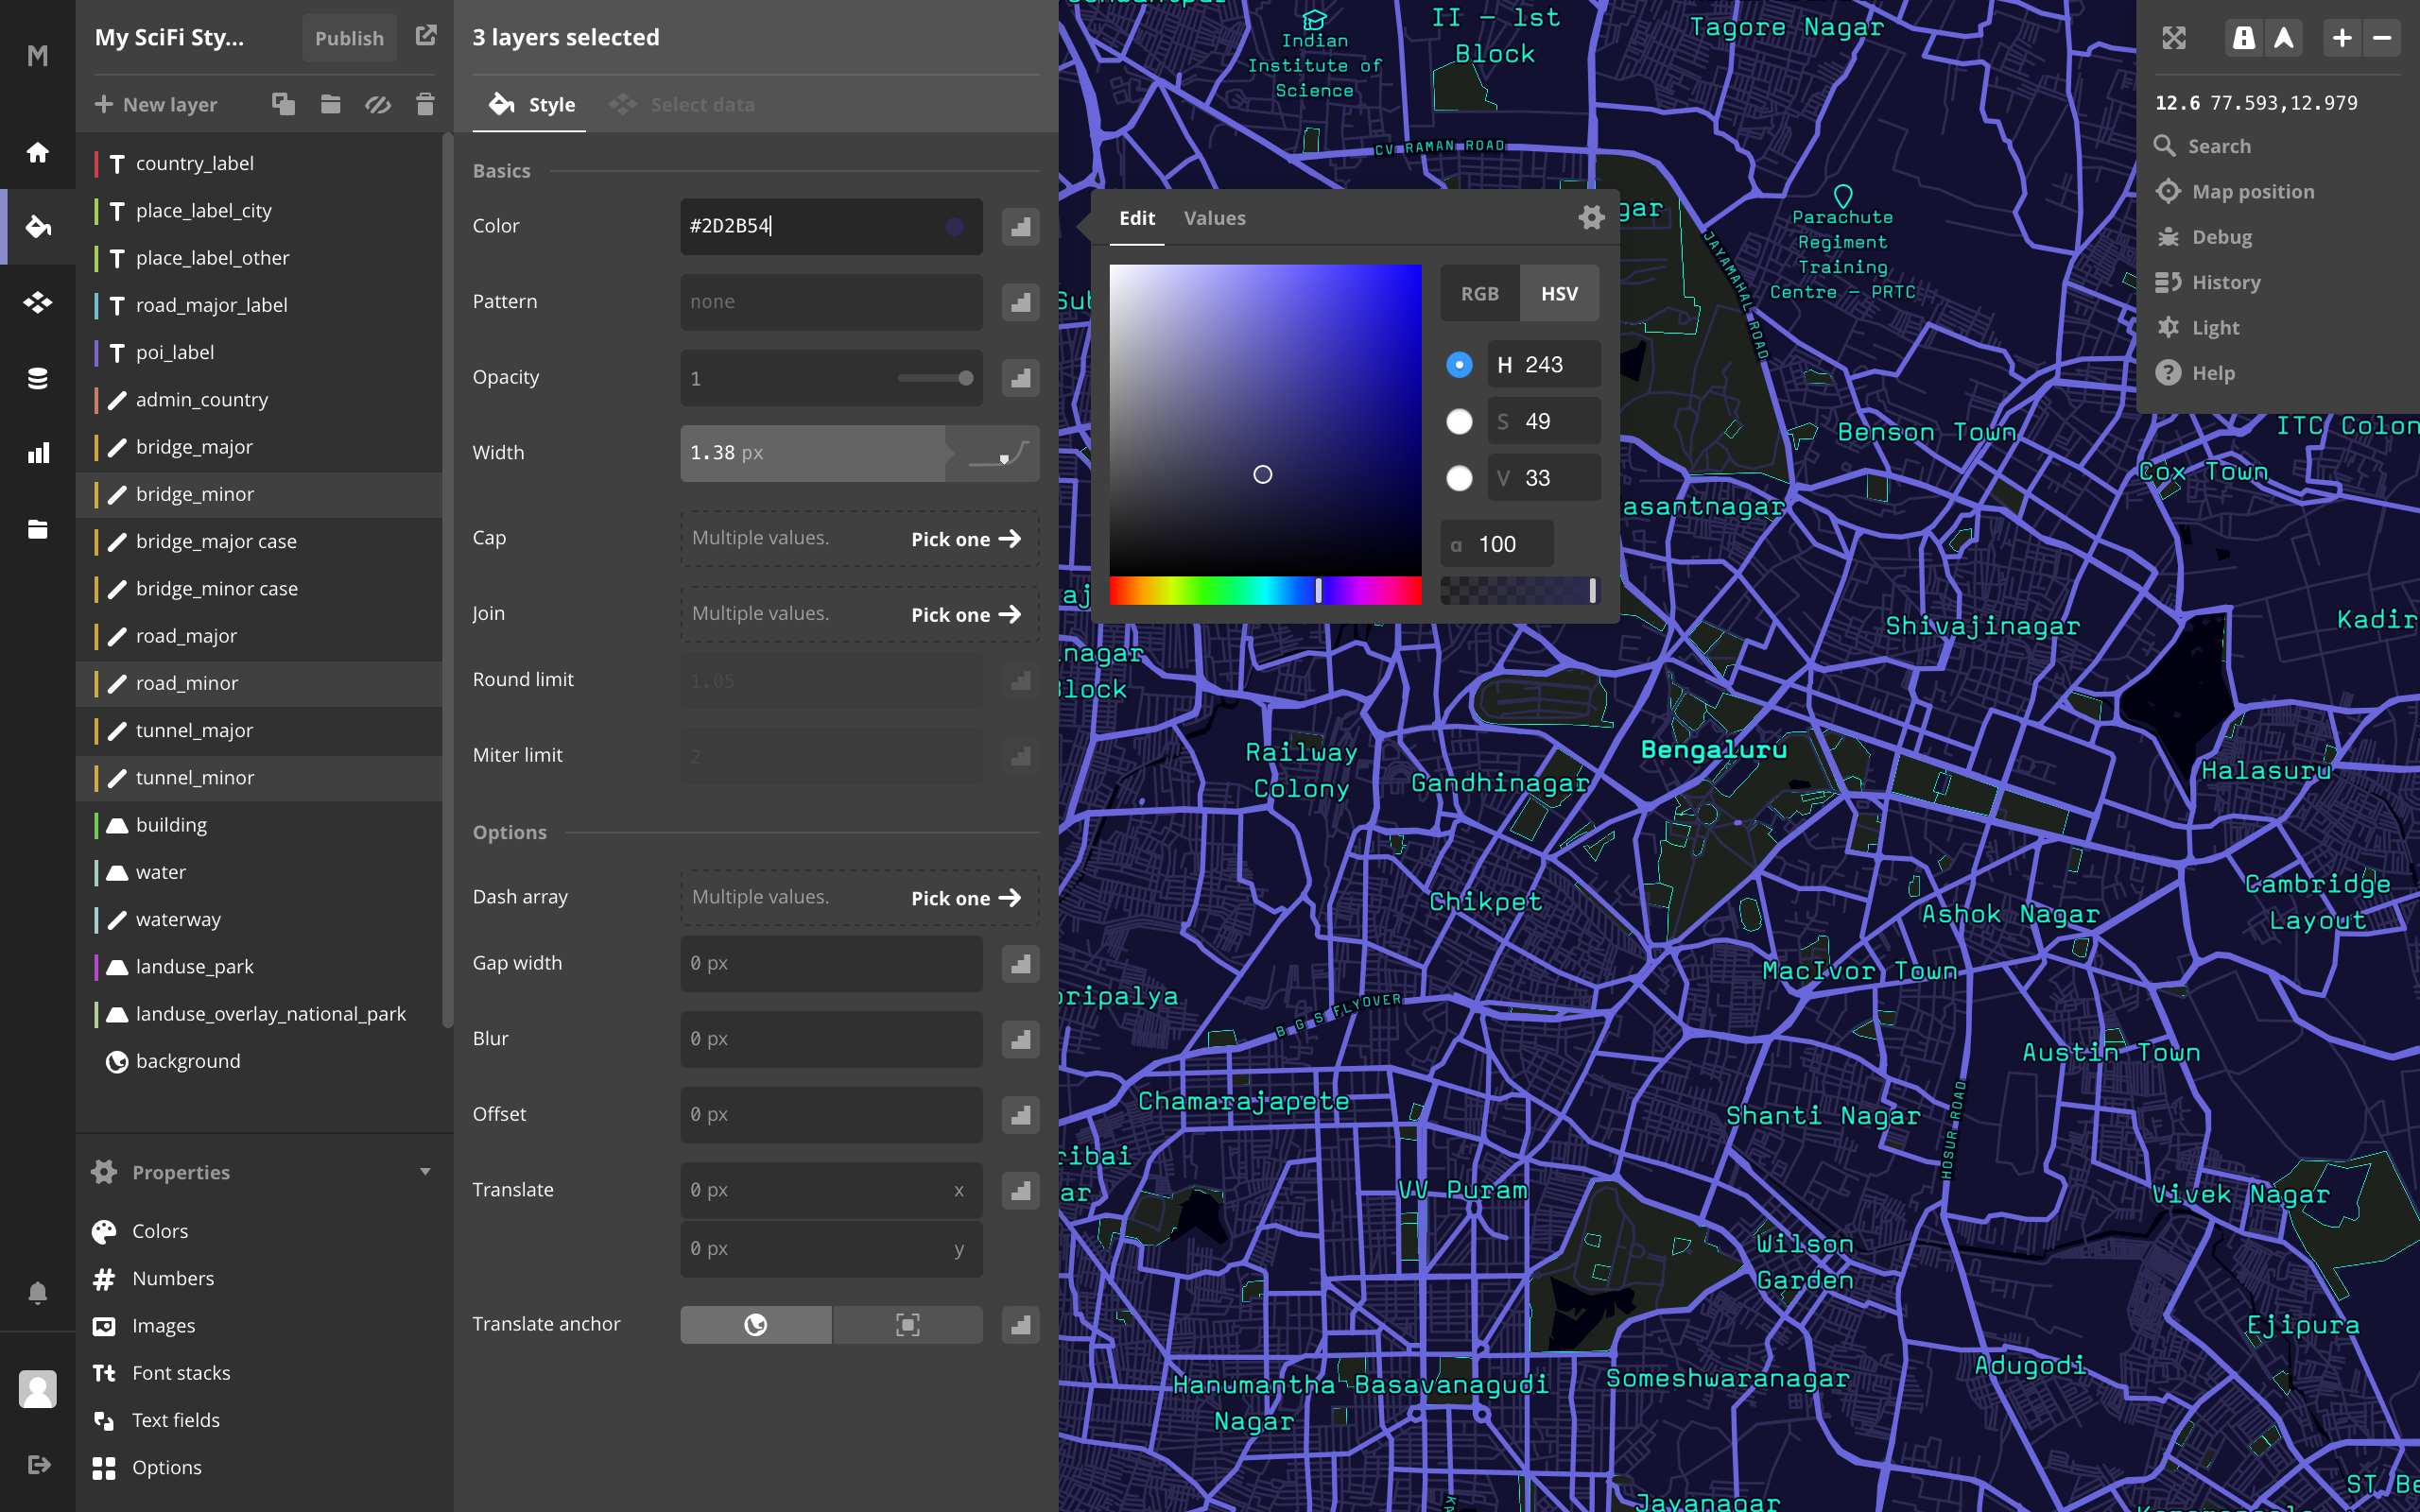 M
My SciFi Sty...
Publish
New layer
country_label
place_label_city
place_label_other
road_major_label
poi_label
admin_country
bridge_major
bridge_minor
bridge_major case
bridge_minor case
road_major
road_minor
tunnel_major
tunnel_minor
building
water
waterway
landuse_park
landuse_overlay_national_park
background
Properties
Colors
Numbers
Images
Font stacks
Text fields
Options
3 layers selected
Style
Select data
Basics
Color
#2D2B54
Pattern
none
Opacity
1
Width
1.38 px
Cap
Multiple values.
Pick one
Join
Multiple values.
Pick one
Round limit
1.05
Miter limit
2
Options
Dash array
Multiple values.
Pick one
Gap width
0 px
Blur
0 px
Offset
0 px
Translate
0 px x
0 px y
Translate anchor
Edit
Values
RGB
HSV
H 243
S 49
V 33
α 100
12.6 77.593,12.979
Search
Map position
Debug
History
Light
Help
Indian
Institute of
Science
II – 1st
Block
Tagore Nagar
CV RAMAN ROAD
Parachute
Regiment
Training
Centre – PRTC
JAYAMAHAL ROAD
gar
Benson Town
ITC Colon
Cox Town
asantnagar
Shivajinagar
Kadir
nagar
Block
Railway
Colony
Gandhinagar
Bengaluru
Halasuru
Chikpet
Ashok Nagar
Cambridge
Layout
MacIvor Town
oripalya
B G S FLYOVER
Austin Town
Chamarajapete
Shanti Nagar
HOSUR ROAD
ribai
ar
VV Puram
Vivek Nagar
Wilson
Garden
Ejipura
Adugodi
Hanumantha
Nagar
Basavanagudi
Someshwaranagar
Jayanagar
ST Be